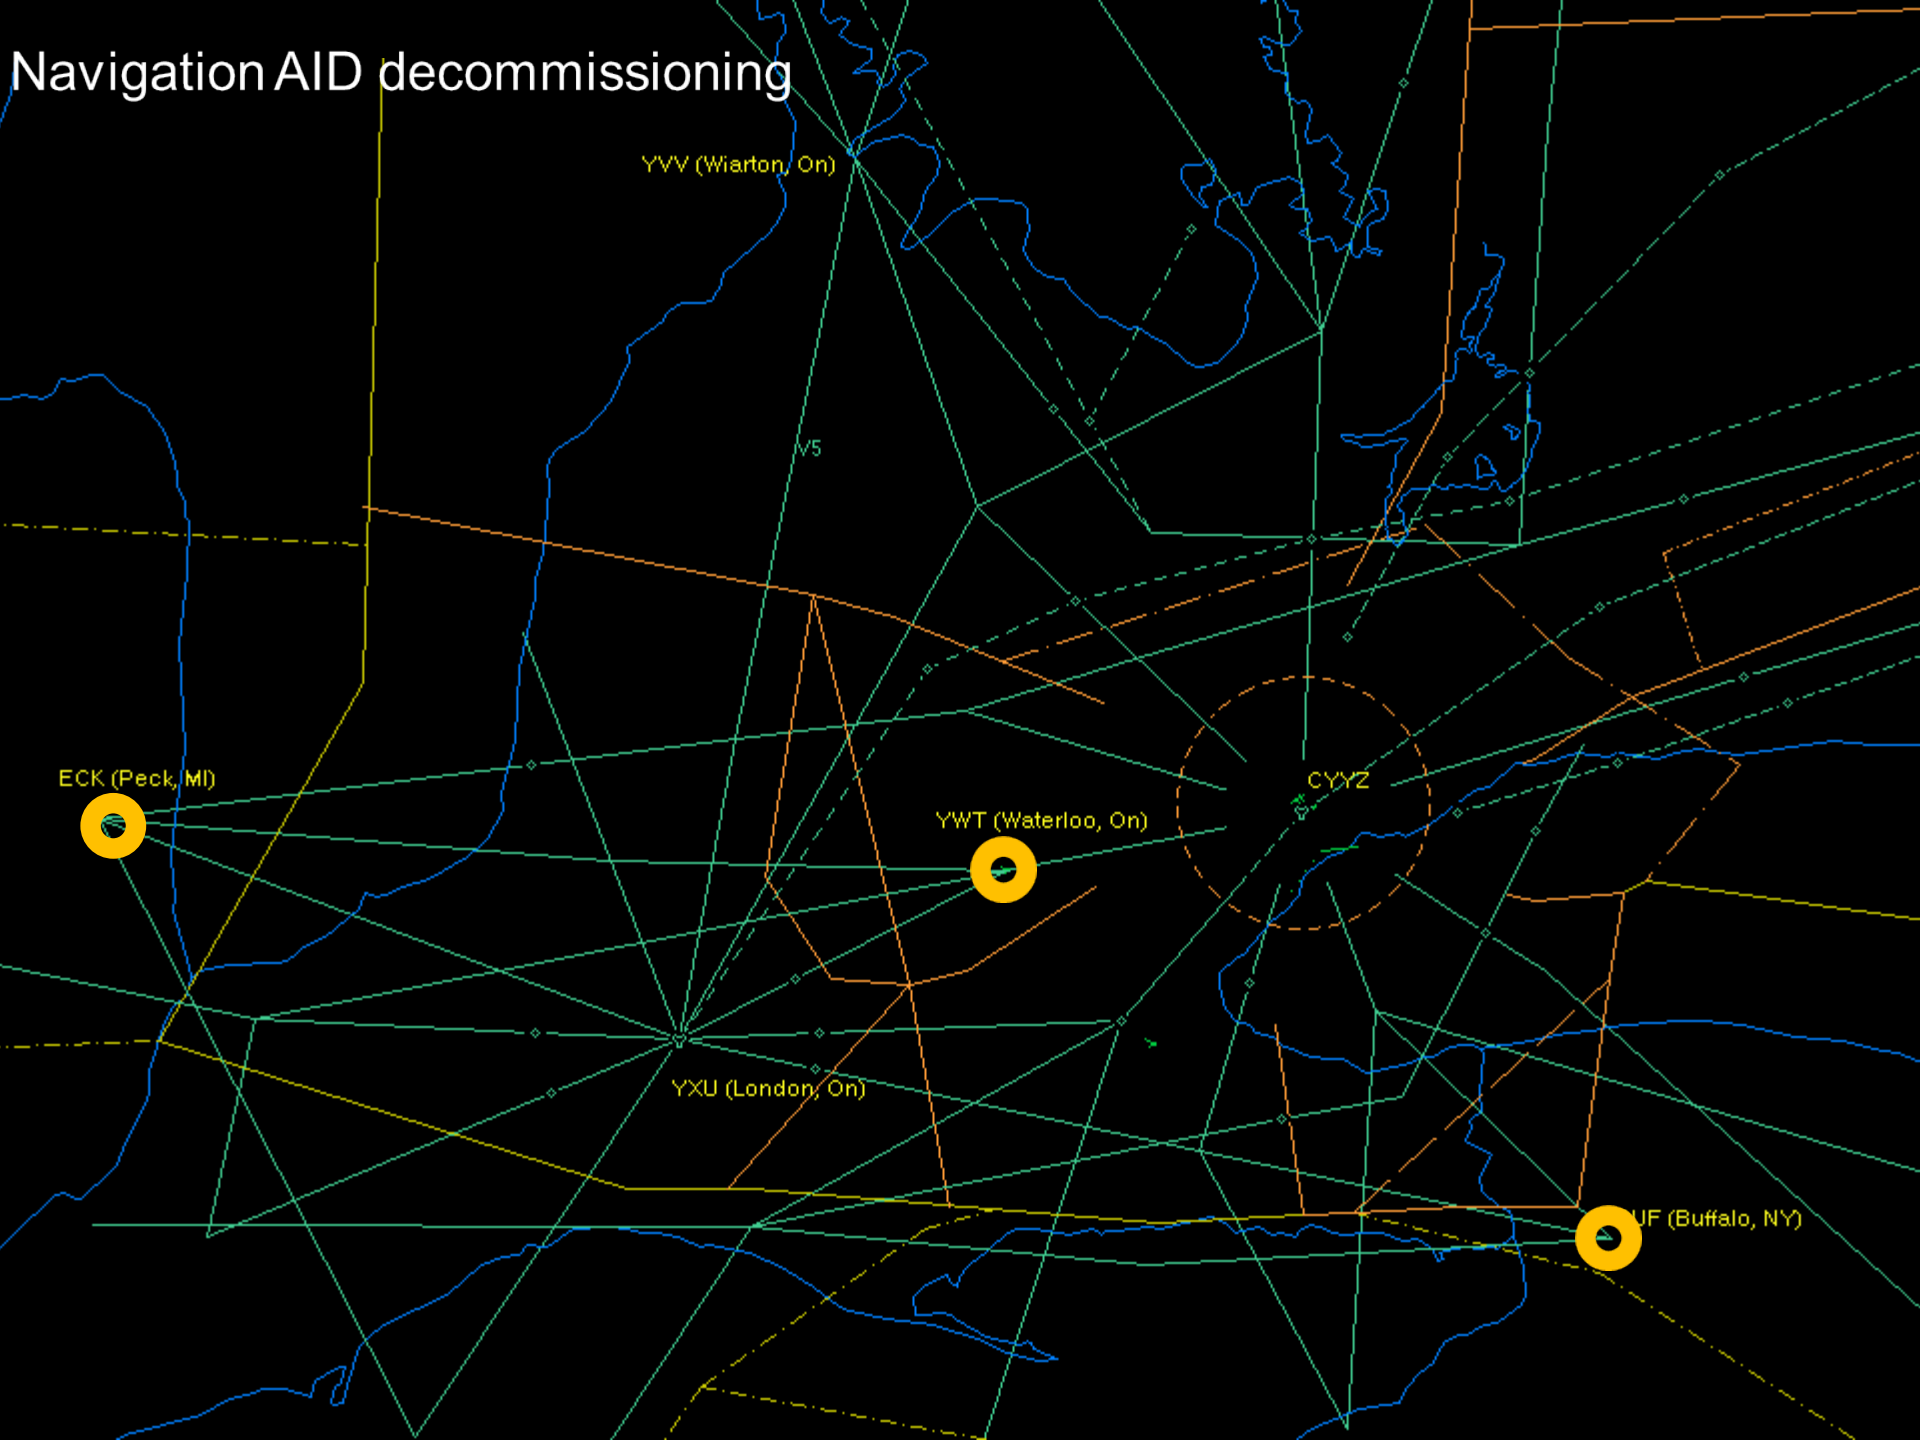 Navigation AID decommissioning
YVV (Wiarton, On)
V5
ECK (Peck, MI)
CYYZ
YWT (Waterloo, On)
YXU (London, On)
UF (Buffalo, NY)